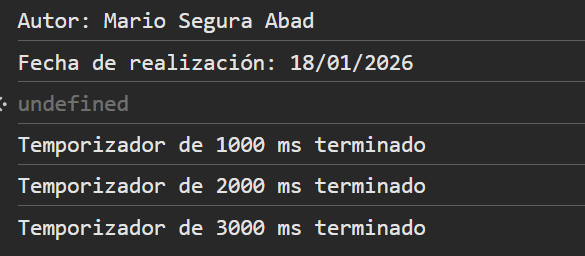 Autor: Mario Segura Abad
Fecha de realización: 18/01/2026
undefined
Temporizador de 1000 ms terminado
Temporizador de 2000 ms terminado
Temporizador de 3000 ms terminado